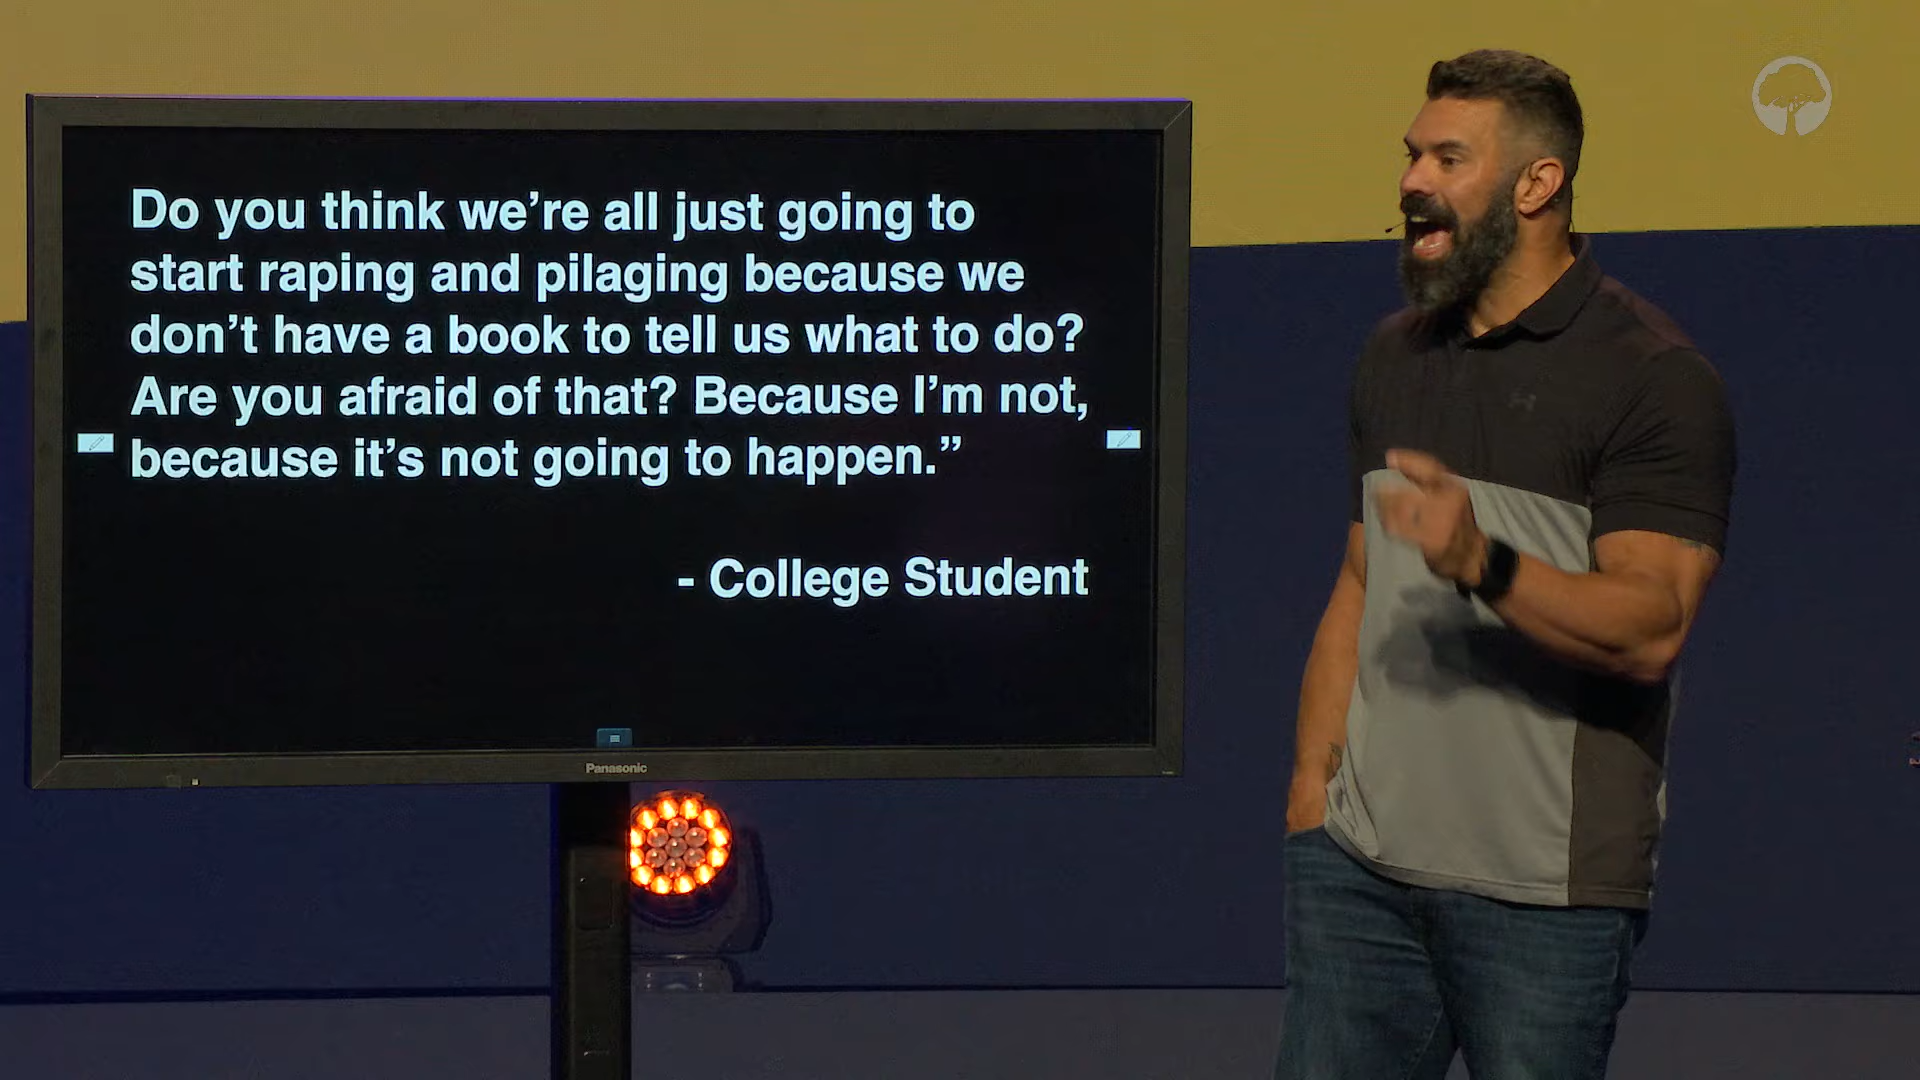 Do you think we’re all just going to
start raping and pilaging because we
don’t have a book to tell us what to do?
Are you afraid of that? Because I’m not,
because it’s not going to happen.”
- College Student
Panasonic